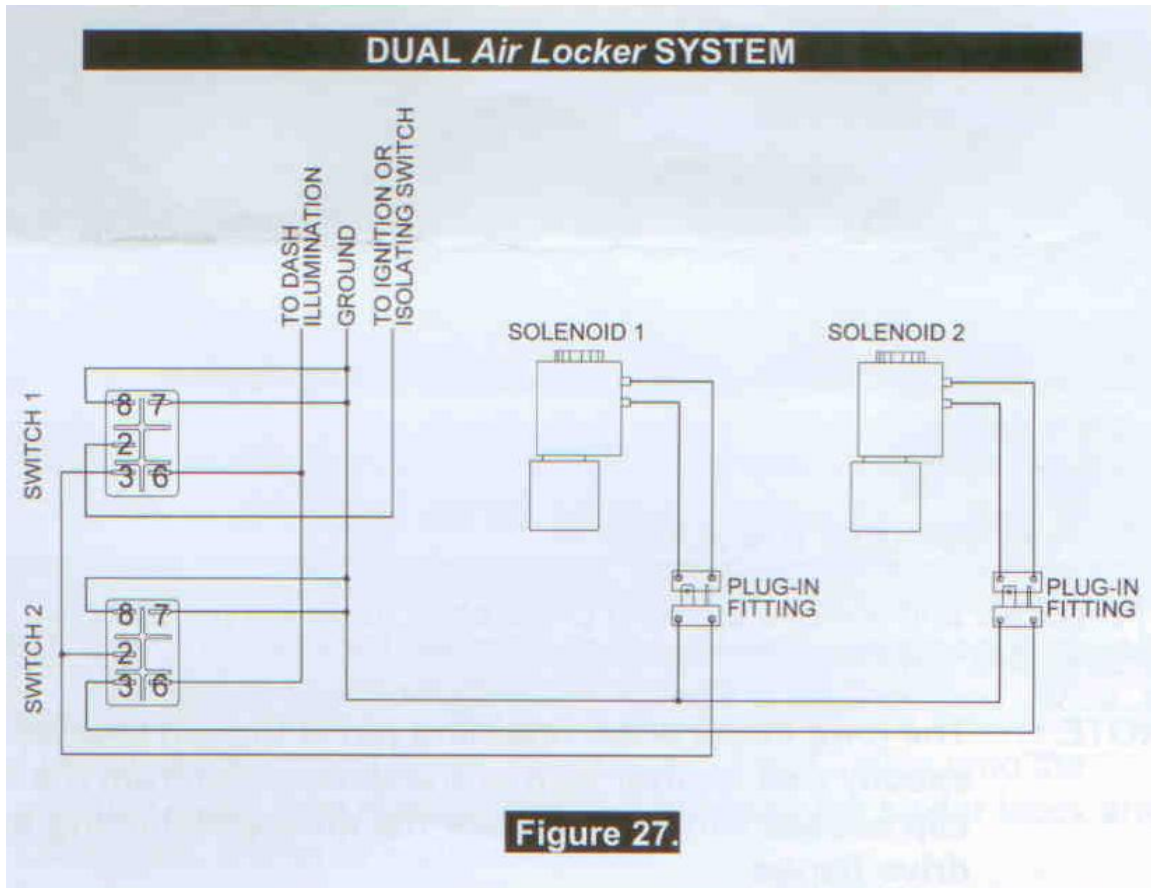 DUAL Air Locker SYSTEM
TO DASH
ILLUMINATION
GROUND
TO IGNITION OR
ISOLATING SWITCH
SOLENOID 1
SOLENOID 2
SWITCH 1
8 7
2
3 6
SWITCH 2
8 7
2
3 6
PLUG-IN
FITTING
PLUG-IN
FITTING
Figure 27.